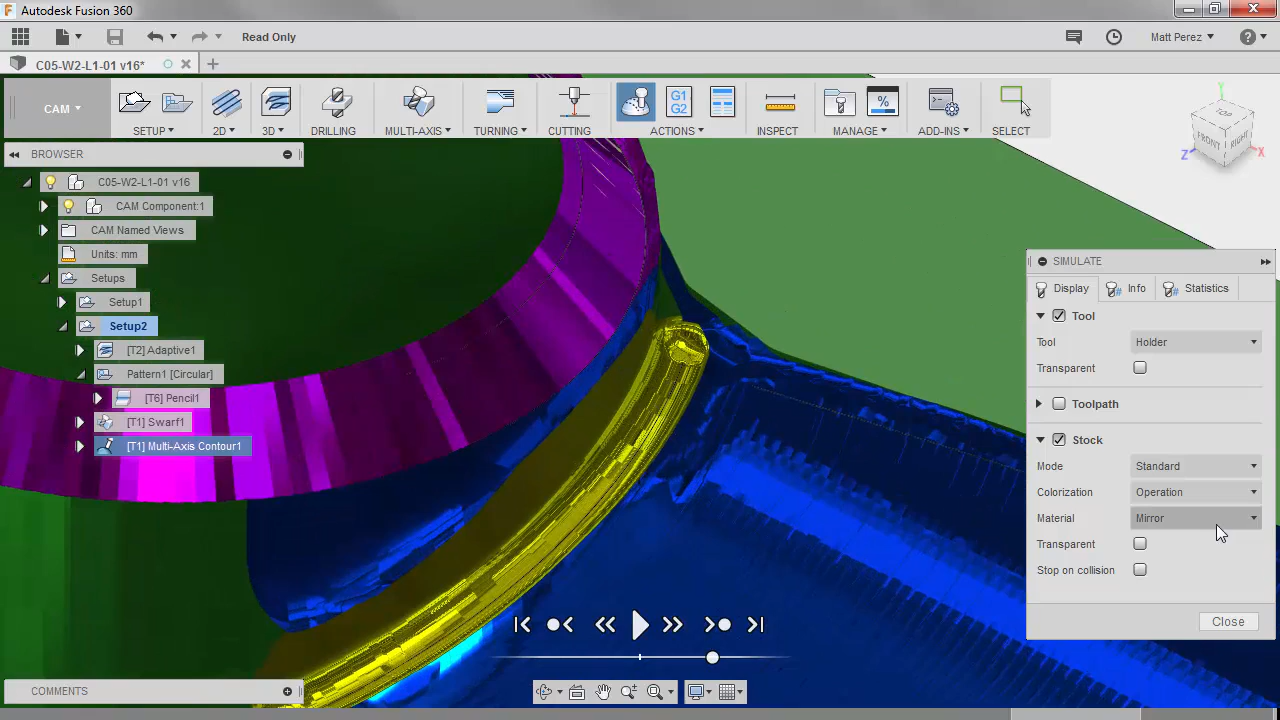 F Autodesk Fusion 360
Read Only
Matt Perez
C05-W2-L1-01 v16*
CAM
G1
G2
%
SETUP
2D
3D
DRILLING
MULTI-AXIS
TURNING
CUTTING
ACTIONS
INSPECT
MANAGE
ADD-INS
SELECT
Y
FRONT
RIGHT
Z
X
BROWSER
C05-W2-L1-01 v16
CAM Component:1
CAM Named Views
Units: mm
Setups
Setup1
Setup2
[T2] Adaptive1
Pattern1 [Circular]
[T6] Pencil1
[T1] Swarf1
[T1] Multi-Axis Contour1
SIMULATE
Display
Info
Statistics
Tool
Tool Holder
Transparent
Toolpath
Stock
Mode Standard
Colorization Operation
Material Mirror
Transparent
Stop on collision
Close
COMMENTS